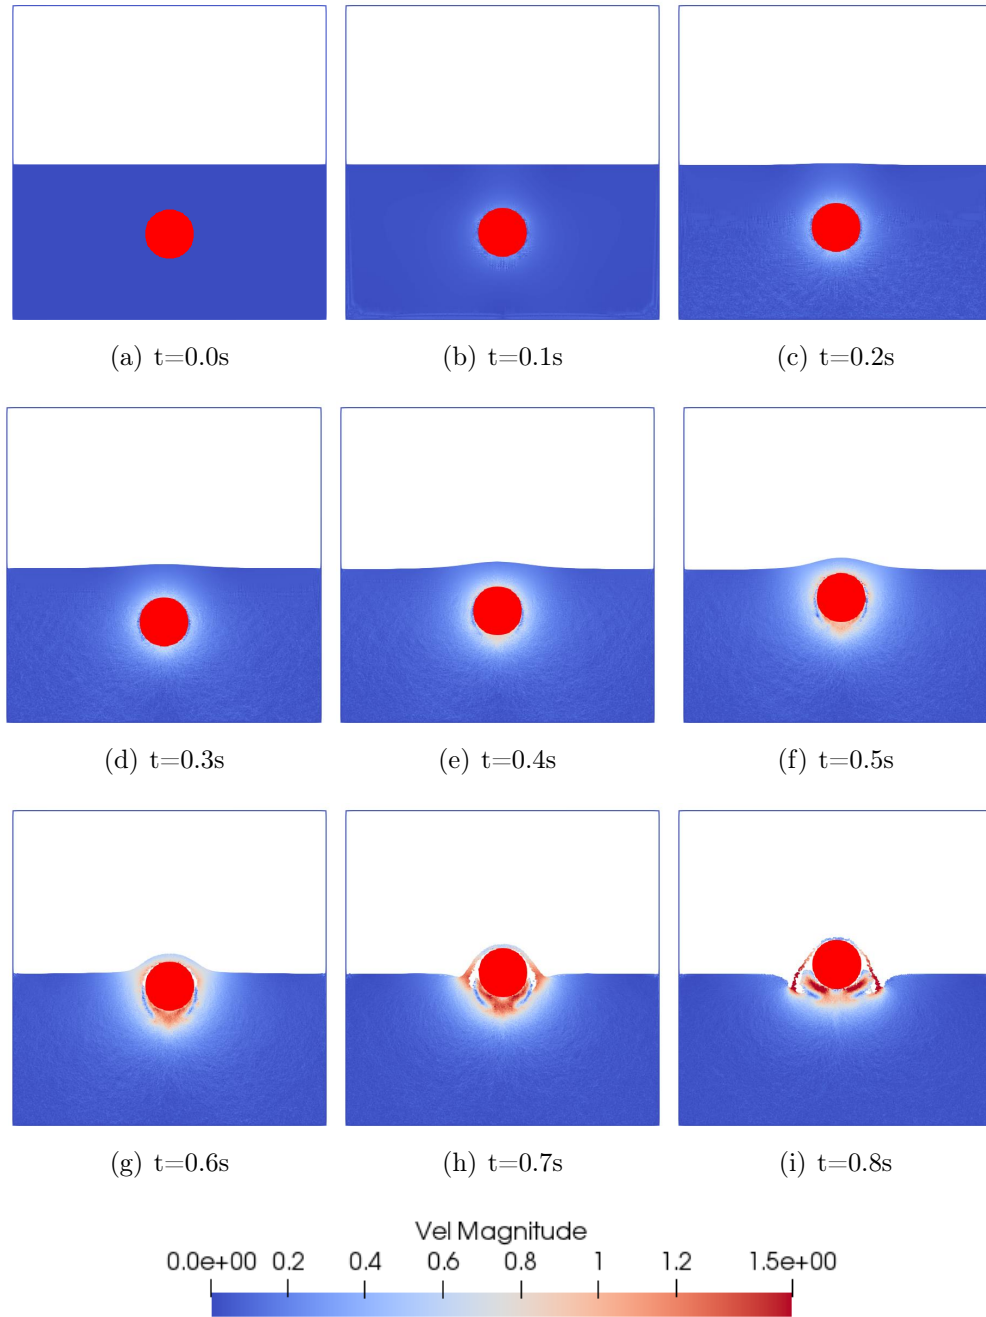 (a) t=0.0s (b) t=0.1s (c) t=0.2s
(d) t=0.3s (e) t=0.4s (f) t=0.5s
(g) t=0.6s (h) t=0.7s (i) t=0.8s
Vel Magnitude
0.0e+00 0.2 0.4 0.6 0.8 1 1.2 1.5e+00